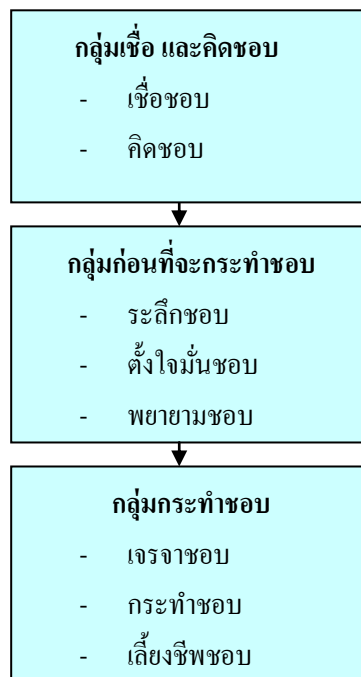 กลุ่มเชื่อ และคิดชอบ
- เชื่อชอบ
- คิดชอบ
กลุ่มก่อนที่จะกระทำชอบ
- ระลึกชอบ
- ตั้งใจมั่นชอบ
- พยายามชอบ
กลุ่มกระทำชอบ
- เจรจาชอบ
- กระทำชอบ
- เลี้ยงชีพชอบ